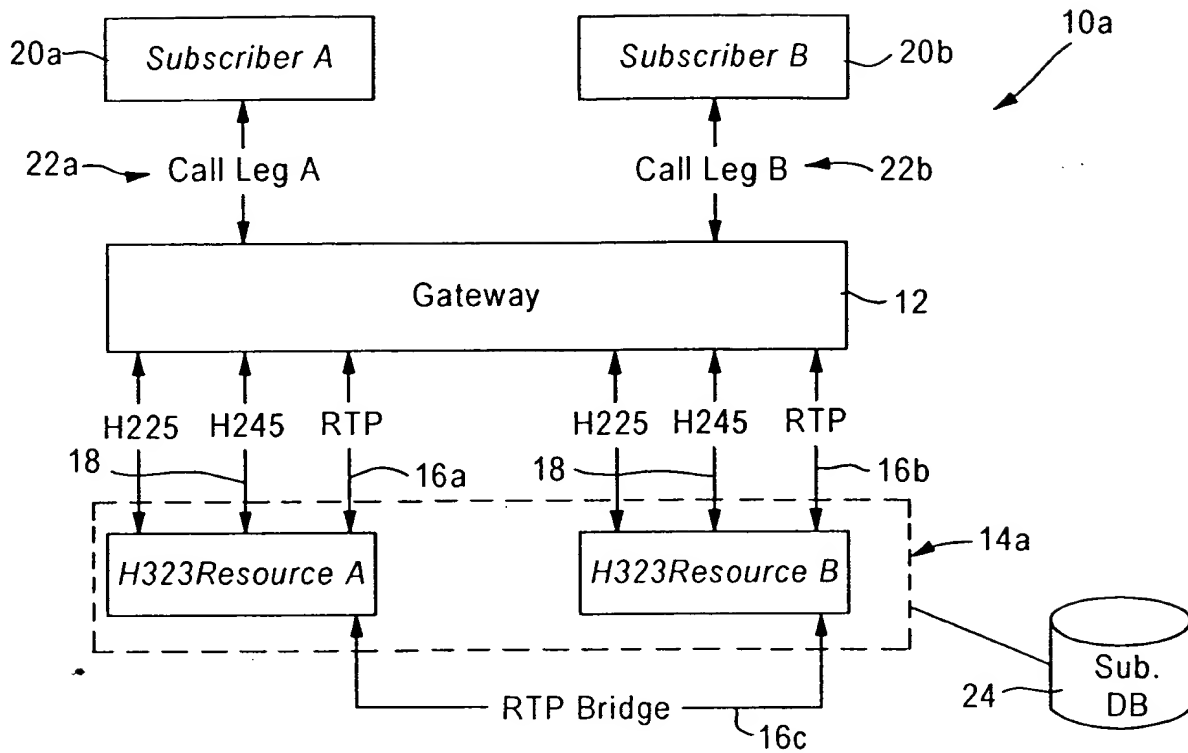 10a
20a Subscriber A Subscriber B 20b
22a Call Leg A Call Leg B 22b
Gateway 12
H225 H245 RTP H225 H245 RTP
18 16a 18 16b
H323Resource A H323Resource B 14a
Sub.
DB
24
RTP Bridge
16c